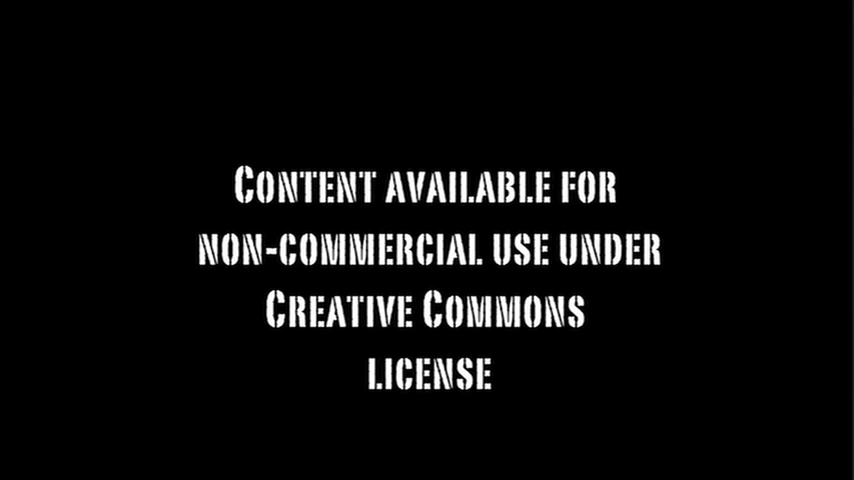 Content available for
non-commercial use under
Creative Commons
license